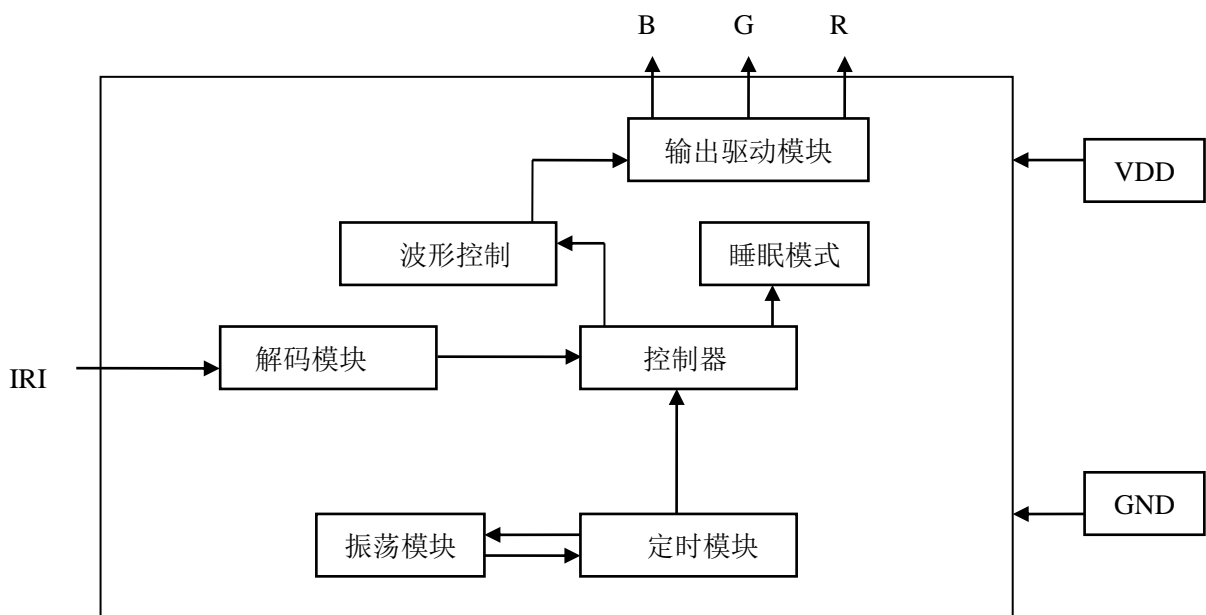 B G R
输出驱动模块
VDD
波形控制
睡眠模式
解码模块
控制器
IRI
GND
振荡模块
定时模块